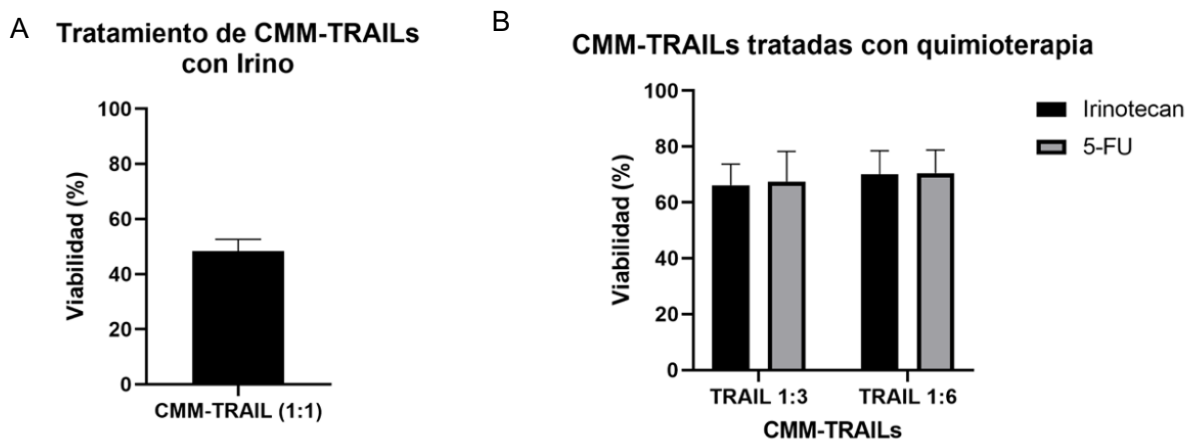 A
Tratamiento de CMM-TRAILs
con Irino
Viabilidad (%)
100
80
60
40
20
0
CMM-TRAIL (1:1)
B
CMM-TRAILs tratadas con quimioterapia
Viabilidad (%)
100
80
60
40
20
0
TRAIL 1:3 TRAIL 1:6
CMM-TRAILs
Irinotecan
5-FU